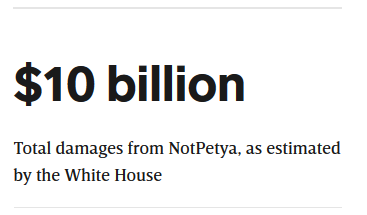 $10 billion
Total damages from NotPetya, as estimated
by the White House